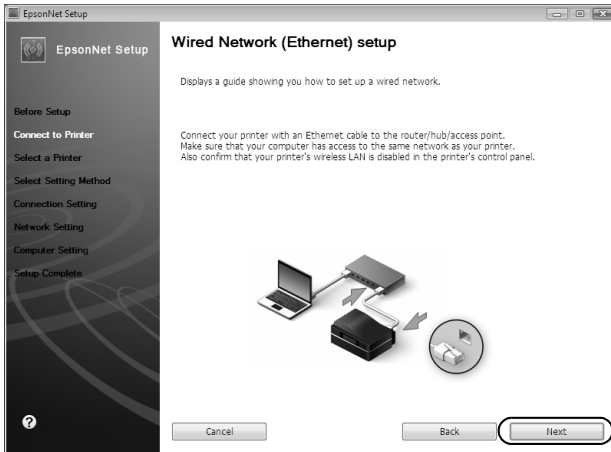 EpsonNet Setup
EpsonNet Setup
Wired Network (Ethernet) setup
Displays a guide showing you how to set up a wired network.
Before Setup
Connect to Printer
Select a Printer
Select Setting Method
Connection Setting
Network Setting
Computer Setting
Setup Complete
Connect your printer with an Ethernet cable to the router/hub/access point.
Make sure that your computer has access to the same network as your printer.
Also confirm that your printer's wireless LAN is disabled in the printer's control panel.
?
Cancel
Back
Next